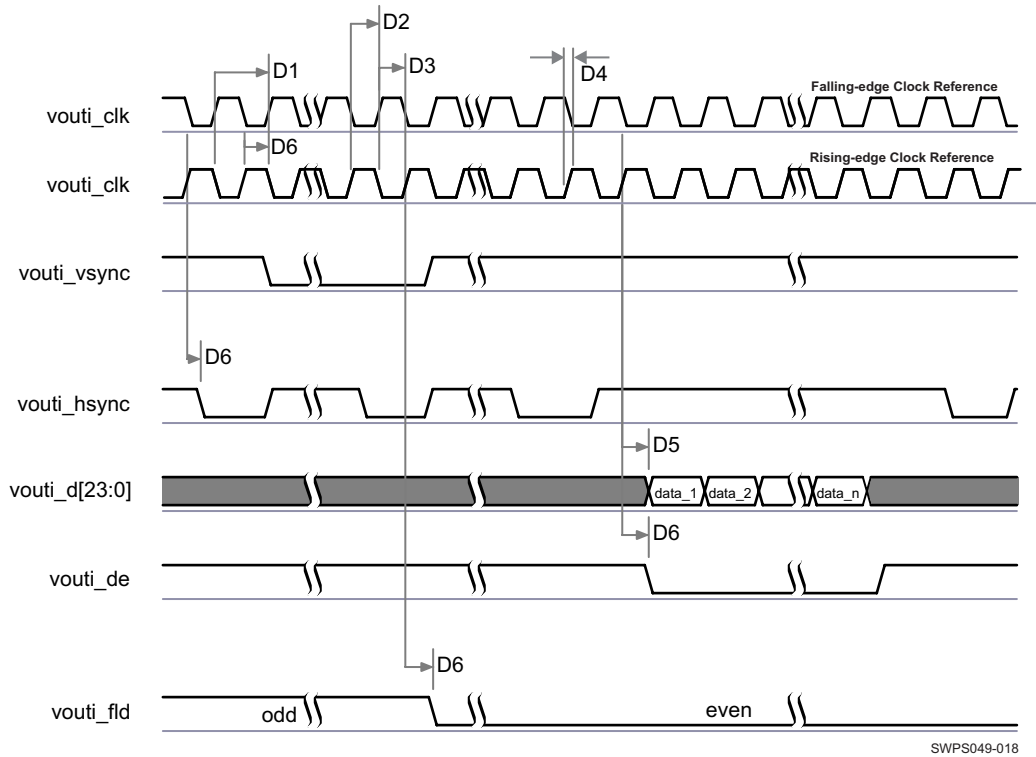 D2
D1
D3
D4
Falling-edge Clock Reference
vouti_clk
D6
Rising-edge Clock Reference
vouti_clk
vouti_vsync
D6
vouti_hsync
D5
vouti_d[23:0]
data_1 data_2 data_n
D6
vouti_de
D6
vouti_fld
odd even
SWPS049-018